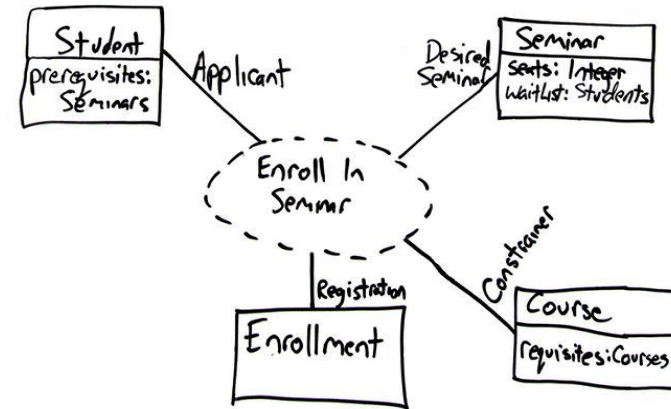 Student
prerequisites:
Seminars
Applicant
Desired
Seminar
Seminar
seats: Integer
waitlist: Students
Enroll In
Seminar
Registration
Enrollment
Constrainer
Course
requisites:Courses